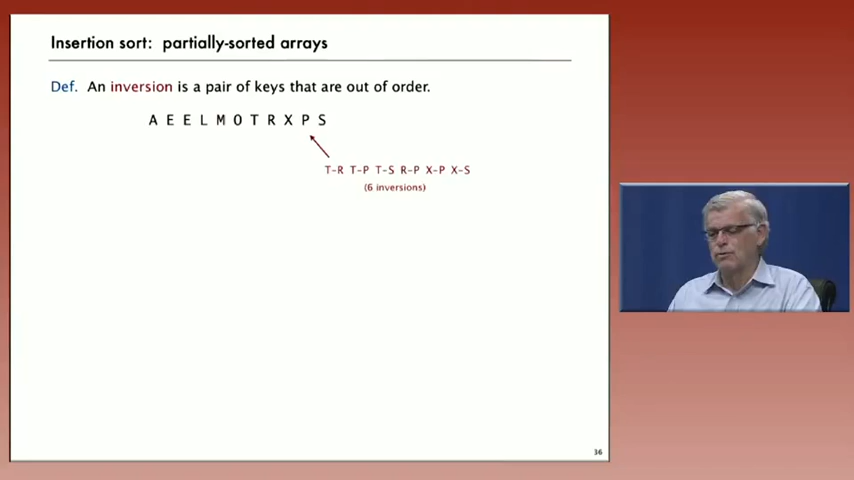 Insertion sort: partially-sorted arrays
Def. An inversion is a pair of keys that are out of order.
A E E L M O T R X P S
T-R T-P T-S R-P X-P X-S
(6 inversions)
36